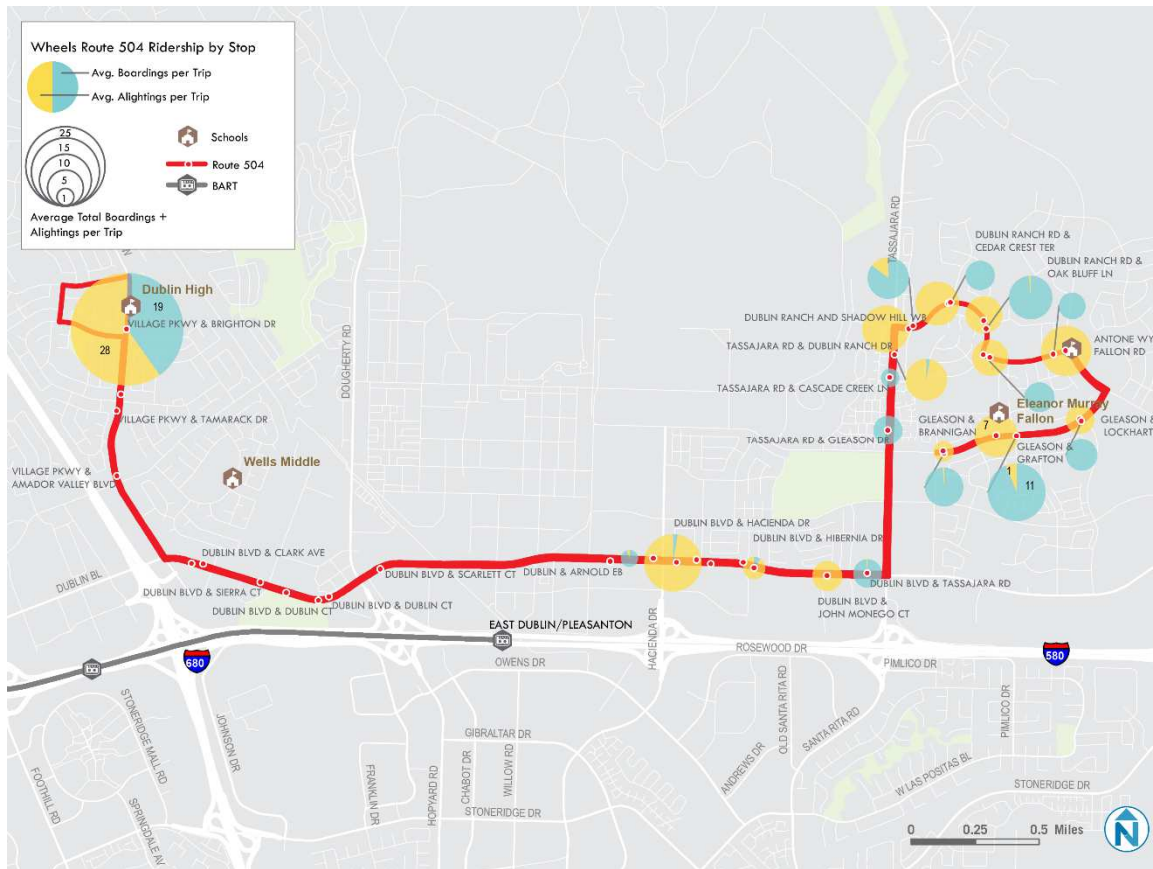 Wheels Route 504 Ridership by Stop
Avg. Boardings per Trip
Avg. Alightings per Trip
25
15
10
5
1
Schools
Route 504
BART
Average Total Boardings +
Alightings per Trip
W
Dublin High
19
VILLAGE PKWY & BRIGHTON DR
28
VILLAGE PKWY & TAMARACK DR
VILLAGE PKWY &
AMADOR VALLEY BLVD
Wells Middle
DOUGHERTY RD
TASSAJARA RD
DUBLIN RANCH RD &
CEDAR CREST TER
DUBLIN RANCH RD &
OAK BLUFF LN
DUBLIN RANCH AND SHADOW HILL WB
TASSAJARA RD & DUBLIN RANCH DR
ANTONE WY
FALLON RD
TASSAJARA RD & CASCADE CREEK LN
Eleanor Murray
Fallon
GLEASON &
BRANNIGAN
7
GLEASON &
LOCKHART
TASSAJARA RD & GLEASON DR
GLEASON &
GRAFTON
1
11
DUBLIN BLVD & HACIENDA DR
DUBLIN BLVD & HIBERNIA DR
DUBLIN BL
DUBLIN BLVD & CLARK AVE
DUBLIN BLVD & SIERRA CT
DUBLIN BLVD & DUBLIN CT
DUBLIN BLVD & DUBLIN CT
DUBLIN BLVD & SCARLETT CT
DUBLIN & ARNOLD EB
DUBLIN BLVD & TASSAJARA RD
DUBLIN BLVD &
JOHN MONEGO CT
EAST DUBLIN/PLEASANTON
HACIENDA DR
680
OWENS DR
ROSEWOOD DR
580
PIMLICO DR
STONERIDGE MALL RD
JOHNSON DR
FOOTHILL RD
SPRINGDALE AV
FRANKLIN DR
HOPYARD RD
CHABOT DR
WILLOW RD
GIBRALTAR DR
STONERIDGE DR
ANDREWS DR
OLD SANTA RITA RD
SANTA RITA RD
W LAS POSITAS BL
PIMLICO DR
STONERIDGE DR
0 0.25 0.5 Miles
N